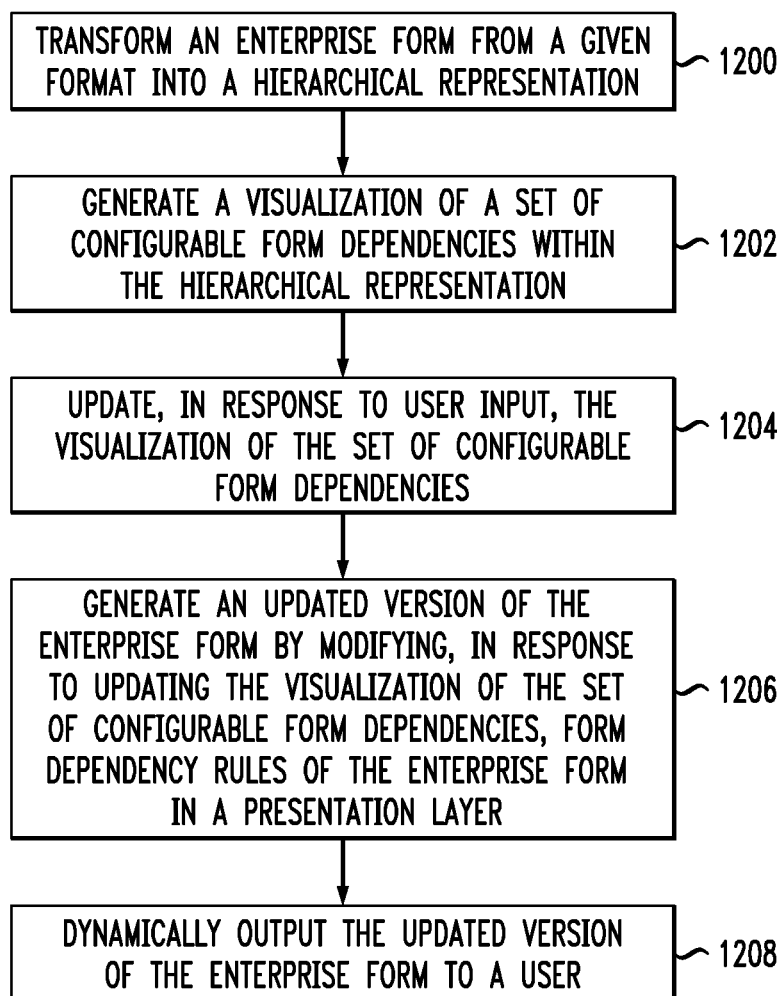 TRANSFORM AN ENTERPRISE FORM FROM A GIVEN
FORMAT INTO A HIERARCHICAL REPRESENTATION
1200
GENERATE A VISUALIZATION OF A SET OF
CONFIGURABLE FORM DEPENDENCIES WITHIN
THE HIERARCHICAL REPRESENTATION
1202
UPDATE, IN RESPONSE TO USER INPUT, THE
VISUALIZATION OF THE SET OF CONFIGURABLE
FORM DEPENDENCIES
1204
GENERATE AN UPDATED VERSION OF THE
ENTERPRISE FORM BY MODIFYING, IN RESPONSE
TO UPDATING THE VISUALIZATION OF THE SET
OF CONFIGURABLE FORM DEPENDENCIES, FORM
DEPENDENCY RULES OF THE ENTERPRISE FORM
IN A PRESENTATION LAYER
1206
DYNAMICALLY OUTPUT THE UPDATED VERSION
OF THE ENTERPRISE FORM TO A USER
1208